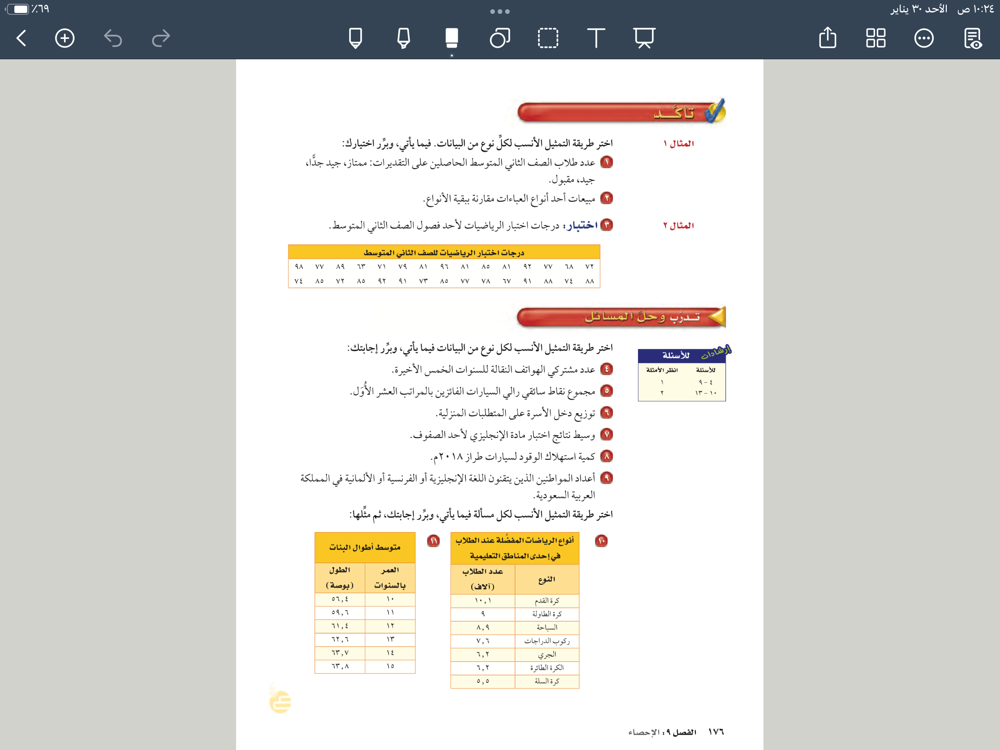 ١٠:٢٤ ص الأحد ٣٠ يناير
٪٦٩
تأكَّد
المثال ١
اختر طريقة التمثيل الأنسب لكلِّ نوع من البيانات. فيما يأتي، وبرِّر اختيارك:
١ عدد طلاب الصف الثاني المتوسط الحاصلين على التقديرات: ممتاز، جيد جدًّا،
جيد، مقبول.
٢ مبيعات أحد أنواع العباءات مقارنة ببقية الأنواع.
المثال ٢
٣ اختبار: درجات اختبار الرياضيات لأحد فصول الصف الثاني المتوسط.
درجات اختبار الرياضيات للصف الثاني المتوسط
٧٢ ٦٨ ٧٧ ٩٢ ٨١ ٨٥ ٨١ ٩٦ ٨١ ٧٩ ٧١ ٦٣ ٨٩ ٧٧ ٩٨
٨٨ ٧٤ ٨٨ ٩١ ٦٧ ٧٨ ٧٧ ٨٥ ٧٣ ٩١ ٩٢ ٨٥ ٧٢ ٨٥ ٧٤
تـدرَّب وحلَّ المسائل
إرشادات للأسئلة
للأسئلة انظر الأمثلة
٤ – ٩ ١
١٠ – ١٣ ٢
اختر طريقة التمثيل الأنسب لكل نوع من البيانات فيما يأتي، وبرِّر إجابتك:
٤ عدد مشتركي الهواتف النقالة للسنوات الخمس الأخيرة.
٥ مجموع نقاط سائقي رالي السيارات الفائزين بالمراتب العشر الأُوَل.
٦ توزيع دخل الأسرة على المتطلبات المنزلية.
٧ وسيط نتائج اختبار مادة الإنجليزي لأحد الصفوف.
٨ كمية استهلاك الوقود لسيارات طراز ٢٠١٨م.
٩ أعداد المواطنين الذين يتقنون اللغة الإنجليزية أو الفرنسية أو الألمانية في المملكة
العربية السعودية.
اختر طريقة التمثيل الأنسب لكل مسألة فيما يأتي، وبرِّر إجابتك، ثم مثِّلها:
١٠
أنواع الرياضات المفضَّلة عند الطلاب
في إحدى المناطق التعليمية
النوع عدد الطلاب
(آلاف)
كرة القدم ١٠,١
كرة الطاولة ٩
السباحة ٨,٩
ركوب الدراجات ٧,٦
الجري ٦,٢
الكرة الطائرة ٦,٢
كرة السلة ٥,٥
١١
متوسط أطوال البنات
العمر الطول
بالسنوات (بوصة)
١٠ ٥٦,٤
١١ ٥٩,٦
١٢ ٦١,٤
١٣ ٦٢,٦
١٤ ٦٣,٧
١٥ ٦٣,٨
١٧٦ الفصل ٩: الإحصاء